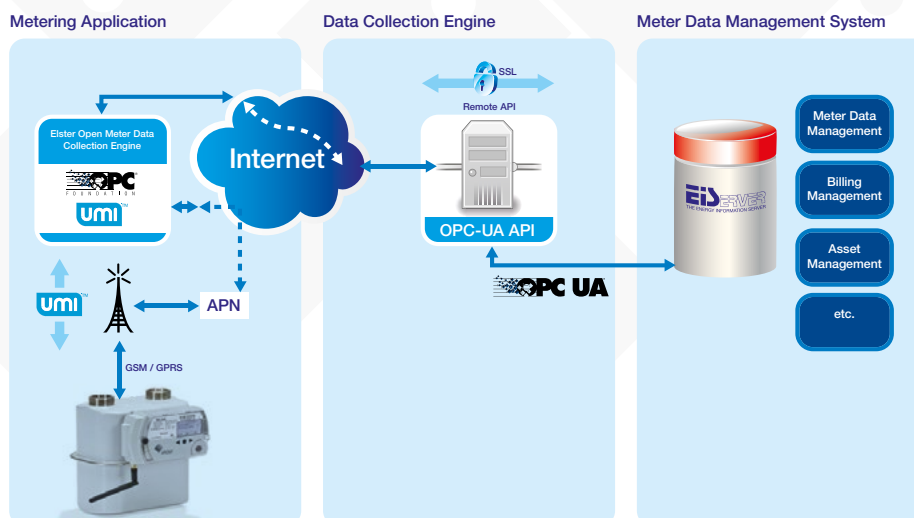 Metering Application
Data Collection Engine
Meter Data Management System
Elster Open Meter Data
Collection Engine
OPC
FOUNDATION
umi™
Internet
umi™
APN
GSM / GPRS
SSL
Remote API
OPC-UA API
OPC UA
EiServer
THE ENERGY INFORMATION SERVER
Meter Data
Management
Billing
Management
Asset
Management
etc.